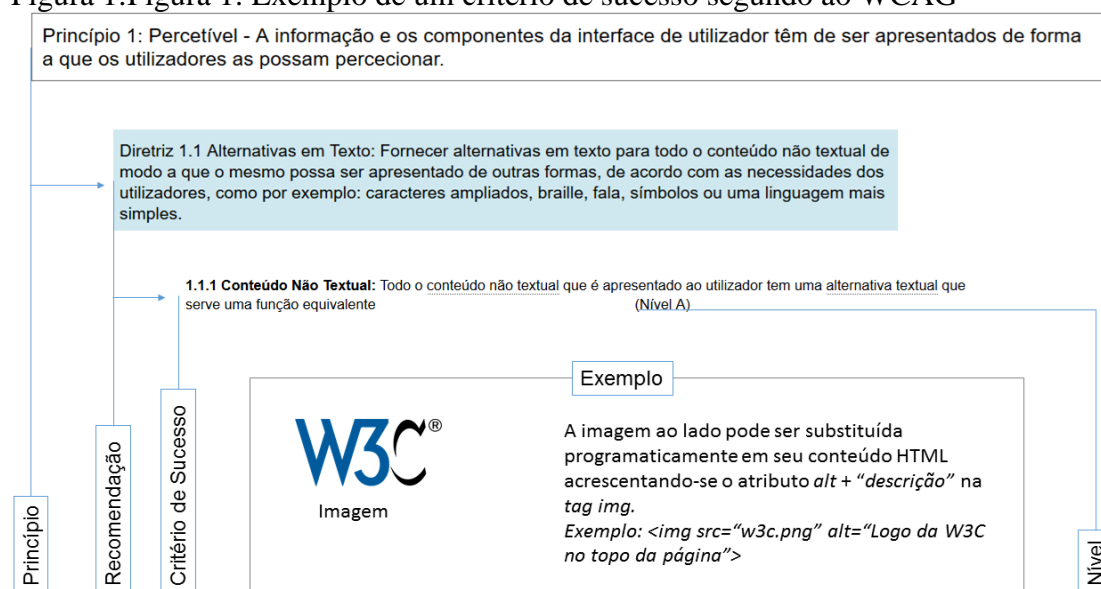 Figura 1:Figura 1. Exemplo de um critério de sucesso segundo ao WCAG
Princípio 1: Percetível - A informação e os componentes da interface de utilizador têm de ser apresentados de forma
a que os utilizadores as possam percecionar.
Diretriz 1.1 Alternativas em Texto: Fornecer alternativas em texto para todo o conteúdo não textual de
modo a que o mesmo possa ser apresentado de outras formas, de acordo com as necessidades dos
utilizadores, como por exemplo: caracteres ampliados, braille, fala, símbolos ou uma linguagem mais
simples.
1.1.1 Conteúdo Não Textual: Todo o conteúdo não textual que é apresentado ao utilizador tem uma alternativa textual que
serve uma função equivalente (Nível A)
Exemplo
W3C®
Imagem
A imagem ao lado pode ser substituída
programaticamente em seu conteúdo HTML
acrescentando-se o atributo alt + “descrição” na
tag img.
Exemplo: <img src=“w3c.png” alt=“Logo da W3C
no topo da página”>
Princípio
Recomendação
Critério de Sucesso
Nível